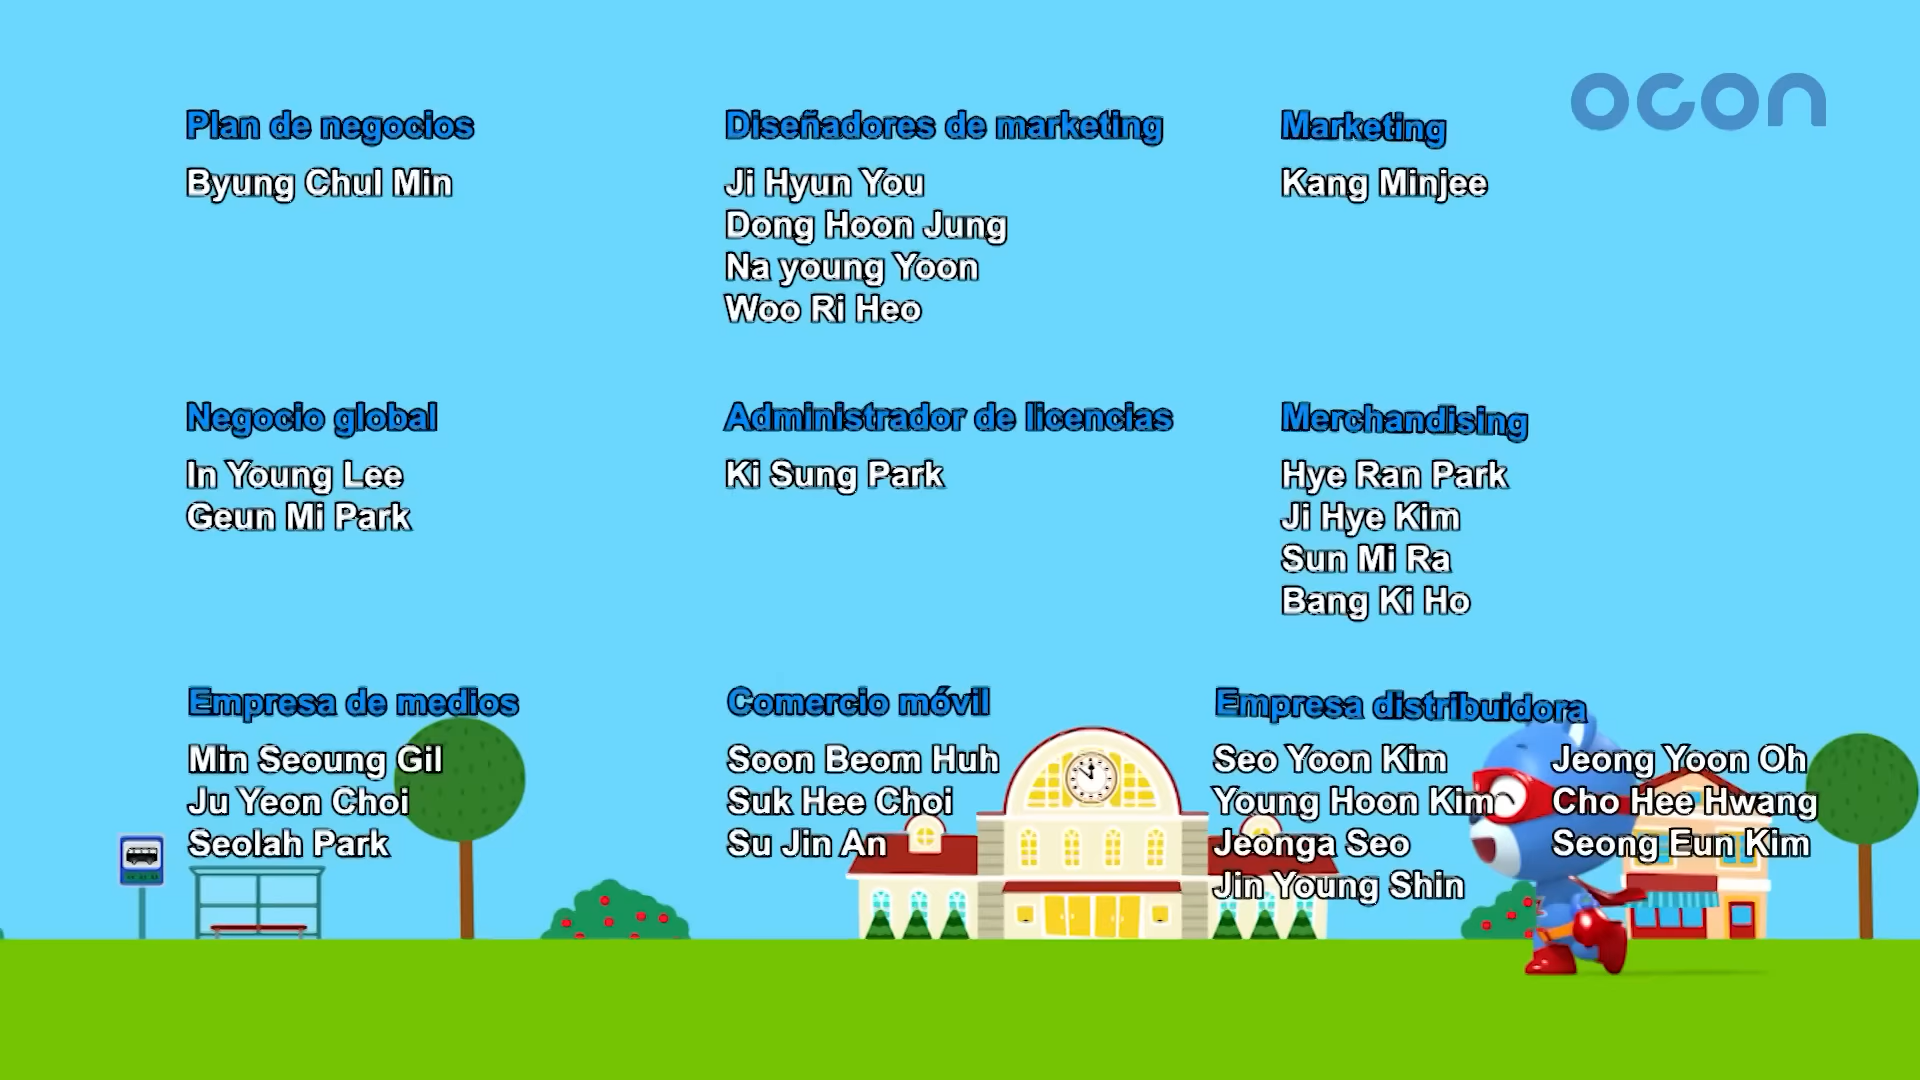 ocon
Plan de negocios
Byung Chul Min
Diseñadores de marketing
Ji Hyun You
Dong Hoon Jung
Na young Yoon
Woo Ri Heo
Marketing
Kang Minjee
Negocio global
In Young Lee
Geun Mi Park
Administrador de licencias
Ki Sung Park
Merchandising
Hye Ran Park
Ji Hye Kim
Sun Mi Ra
Bang Ki Ho
Empresa de medios
Min Seoung Gil
Ju Yeon Choi
Seolah Park
Comercio móvil
Soon Beom Huh
Suk Hee Choi
Su Jin An
Empresa distribuidora
Seo Yoon Kim
Young Hoon Kim
Jeonga Seo
Jin Young Shin
Jeong Yoon Oh
Cho Hee Hwang
Seong Eun Kim